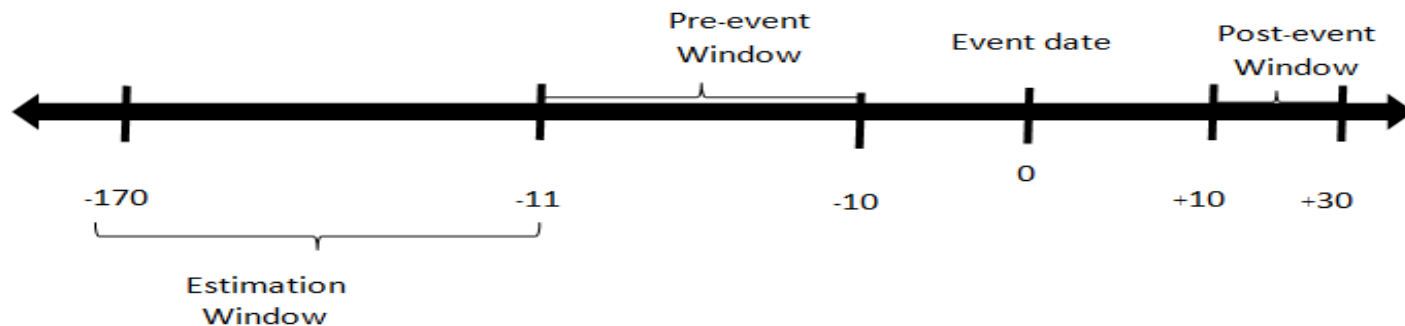 Pre-event
Window
Event date
Post-event
Window
-170
-11
-10
0
+10
+30
Estimation
Window